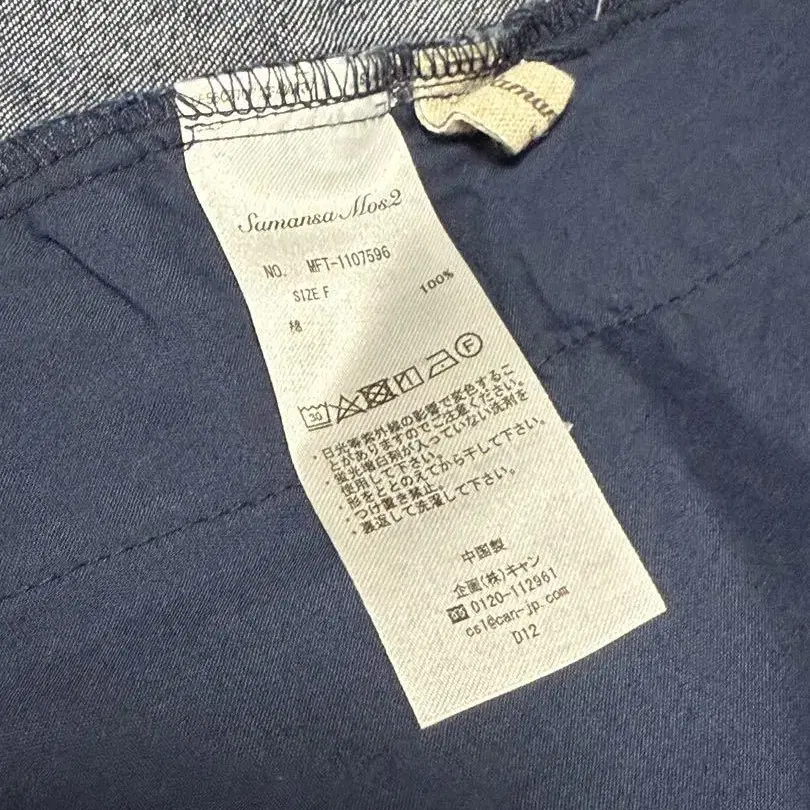 Samansa Mos2
NO. MFT-1107596
SIZE F
綿 100%
30
F
・日光等紫外線の影響で変色するこ
とがありますのでご注意ください。
・蛍光増白剤が入っていない洗剤を
使用して下さい。
・形をととのえてから干して下さい。
・つけ置き禁止。
・裏返しで洗濯して下さい。
中国製
企画(株)キャン
0120-112961
cs1@can-jp.com
D12